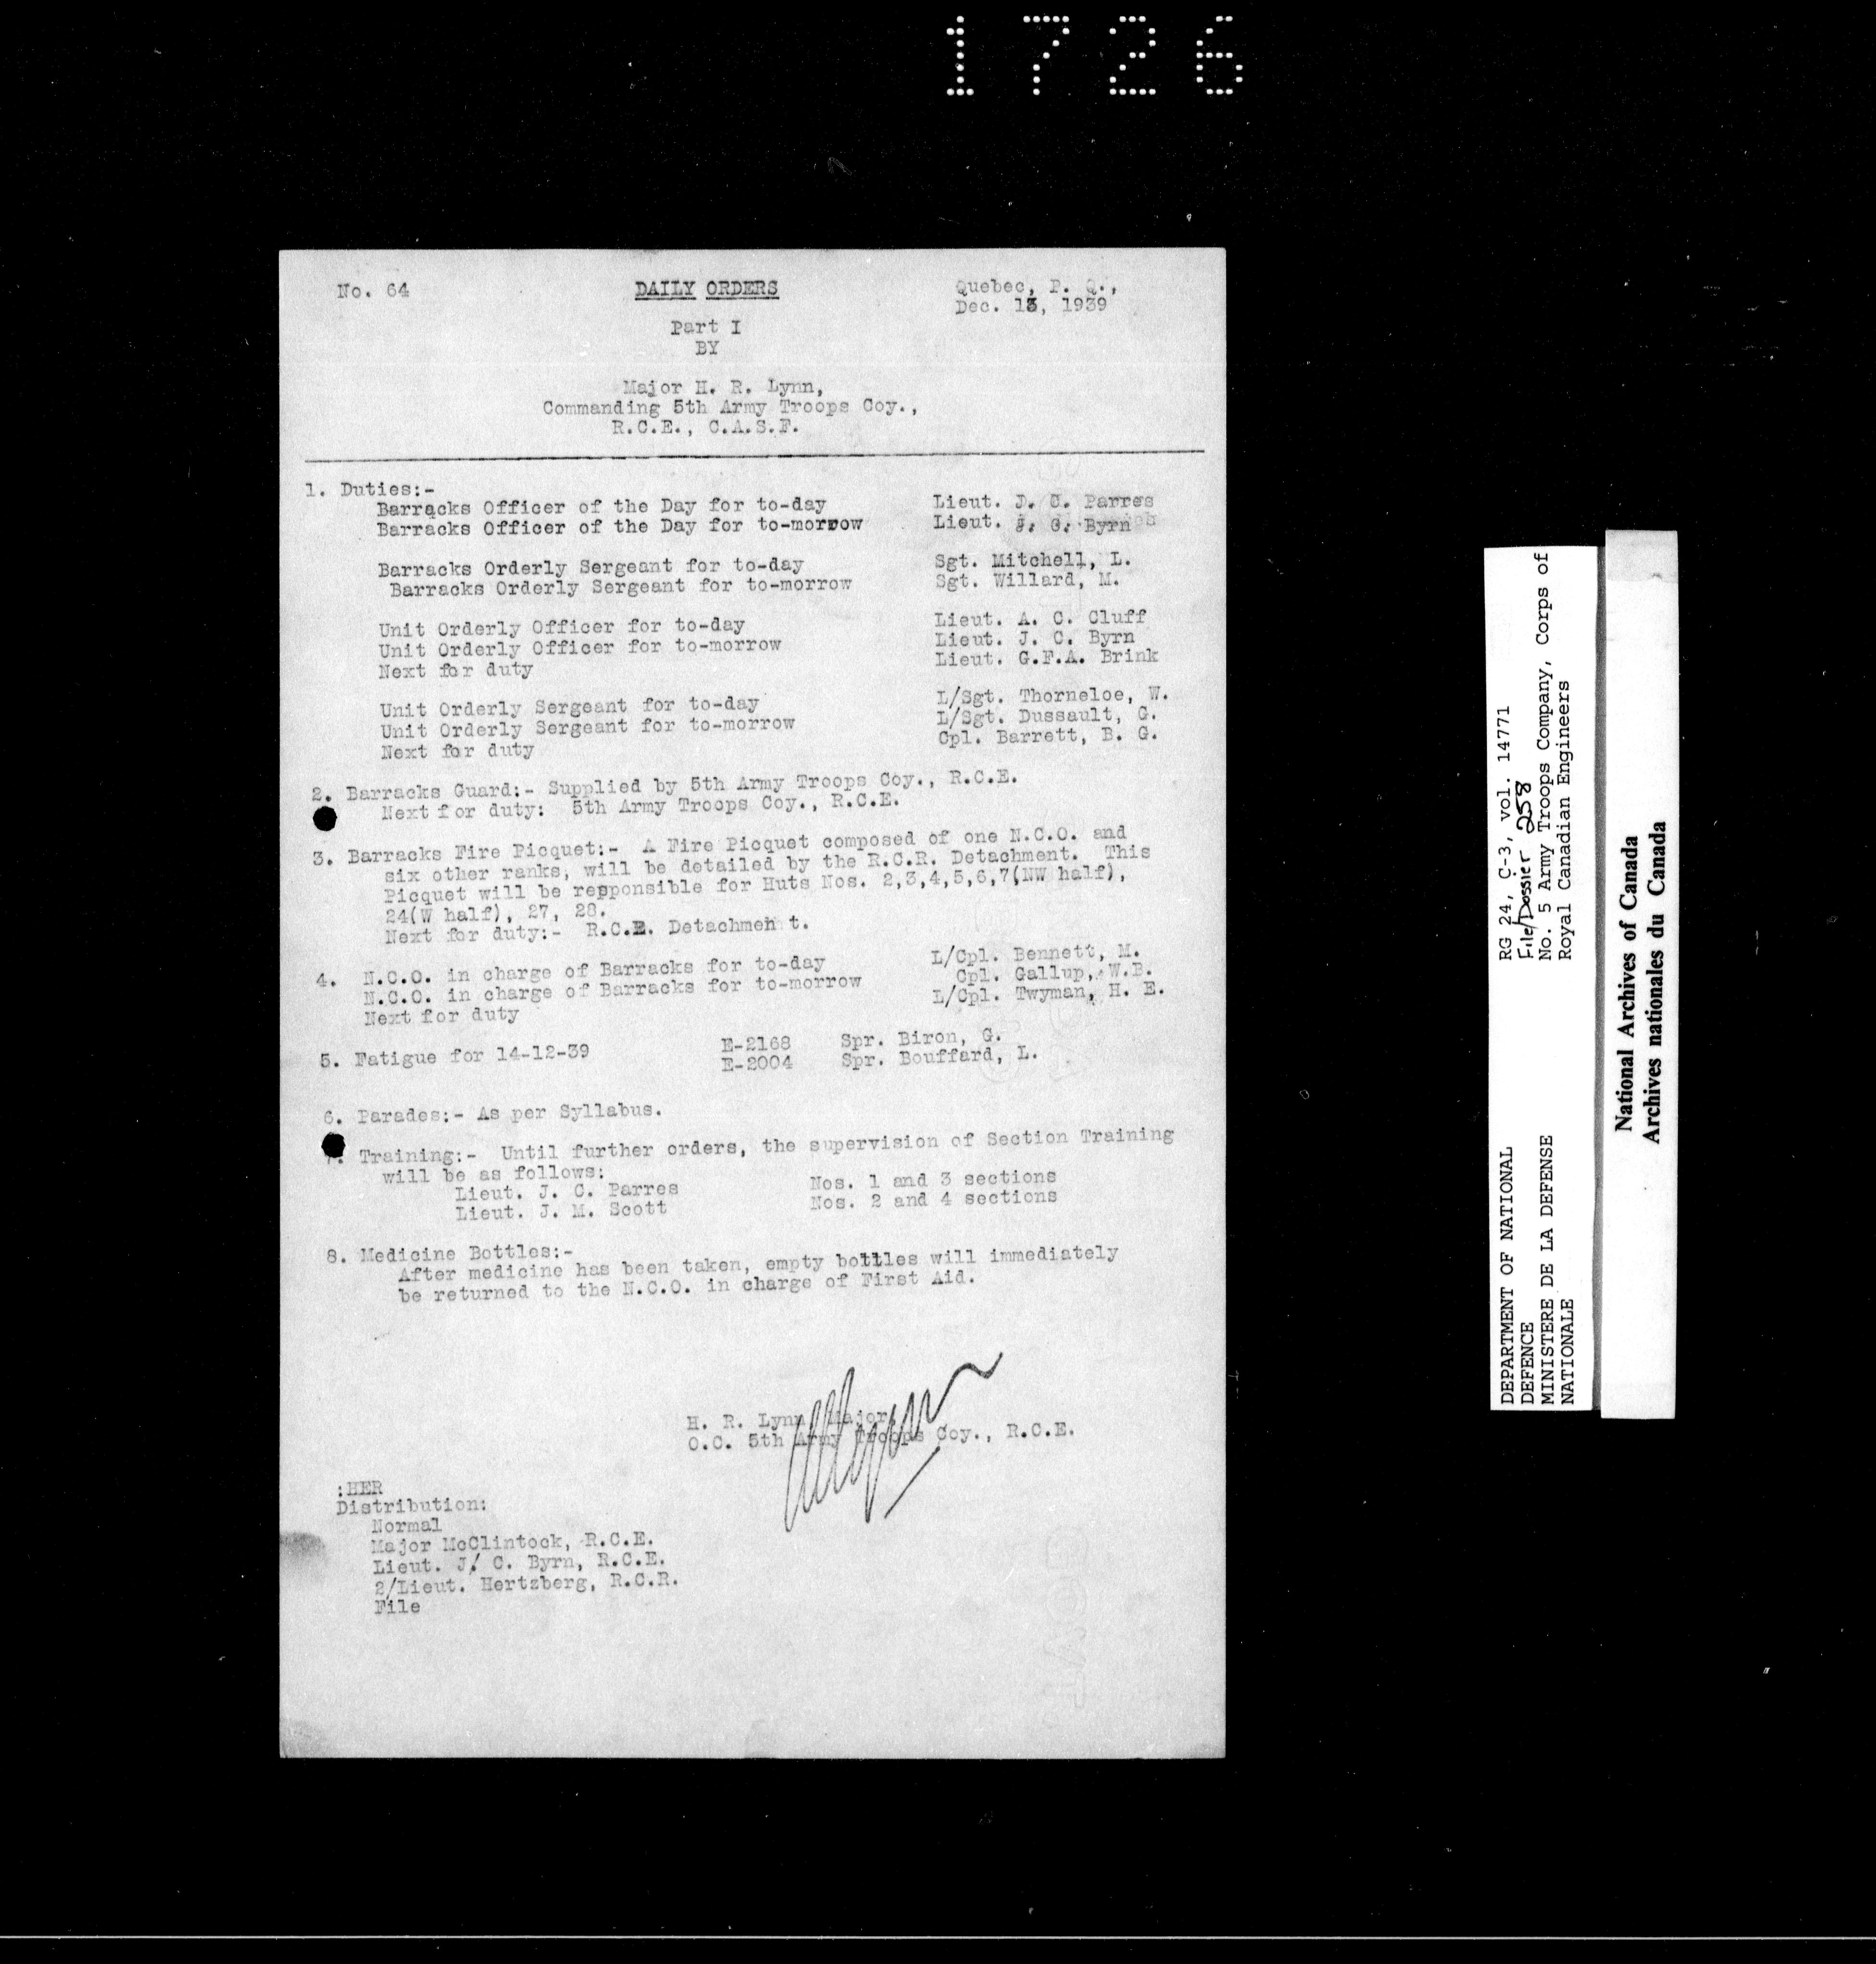 1726
No. 64 DAILY ORDERS Quebec, P. Q.,
Dec. 13, 1939
Part I
BY
Major H. R. Lynn,
Commanding 5th Army Troops Coy.,
R.C.E., C.A.S.F.
1. Duties:-
Barracks Officer of the Day for to-day Lieut. J. C. Parres
Barracks Officer of the Day for to-morrow Lieut. J. C. Byrn
Barracks Orderly Sergeant for to-day Sgt. Mitchell, L.
Barracks Orderly Sergeant for to-morrow Sgt. Willard, M.
Unit Orderly Officer for to-day Lieut. A. C. Cluff
Unit Orderly Officer for to-morrow Lieut. J. C. Byrn
Next for duty Lieut. G.F.A. Brink
Unit Orderly Sergeant for to-day L/Sgt. Thorneloe, W.
Unit Orderly Sergeant for to-morrow L/Sgt. Dussault, G.
Next for duty Cpl. Barrett, B. G.
2. Barracks Guard:- Supplied by 5th Army Troops Coy., R.C.E.
Next for duty: 5th Army Troops Coy., R.C.E.
3. Barracks Fire Picquet:- A Fire Picquet composed of one N.C.O. and
six other ranks, will be detailed by the R.C.R. Detachment. This
Picquet will be responsible for Huts Nos. 2,3,4,5,6,7(NW half),
24(W half), 27, 28.
Next for duty:- R.C.E. Detachment.
4. N.C.O. in charge of Barracks for to-day L/Cpl. Bennett, M.
N.C.O. in charge of Barracks for to-morrow Cpl. Gallup, W.B.
Next for duty L/Cpl. Twyman, H. E.
5. Fatigue for 14-12-39 E-2168 Spr. Biron, G.
E-2004 Spr. Bouffard, L.
6. Parades:- As per Syllabus.
7. Training:- Until further orders, the supervision of Section Training
will be as follows:
Lieut. J. C. Parres Nos. 1 and 3 sections
Lieut. J. M. Scott Nos. 2 and 4 sections
8. Medicine Bottles:-
After medicine has been taken, empty bottles will immediately
be returned to the N.C.O. in charge of First Aid.
H. R. Lynn, Major,
O.C. 5th Army Troops Coy., R.C.E.
:HER
Distribution:
Normal
Major McClintock, R.C.E.
Lieut. J. C. Byrn, R.C.E.
2/Lieut. Hertzberg, R.C.R.
File
DEPARTMENT OF NATIONAL
DEFENCE
MINISTERE DE LA DEFENSE
NATIONALE
RG 24, C-3, vol. 14771
File/Dossier 258
No. 5 Army Troops Company, Corps of
Royal Canadian Engineers
National Archives of Canada
Archives nationales du Canada